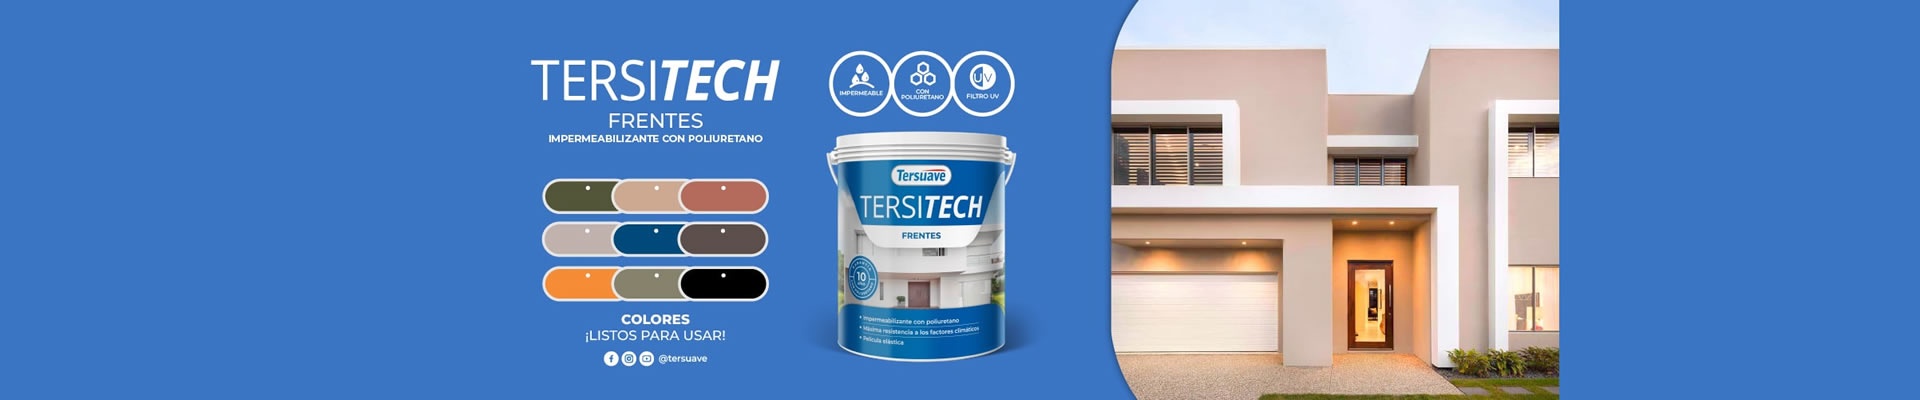 TERSITECH
FRENTES
IMPERMEABILIZANTE CON POLIURETANO
COLORES
¡LISTOS PARA USAR!
@tersuave
IMPERMEABLE
CON
POLIURETANO
UV
FILTRO UV
Tersuave
TERSITECH
FRENTES
10
• Impermeabilizante con poliuretano
• Máxima resistencia a los factores climáticos
• Película elástica